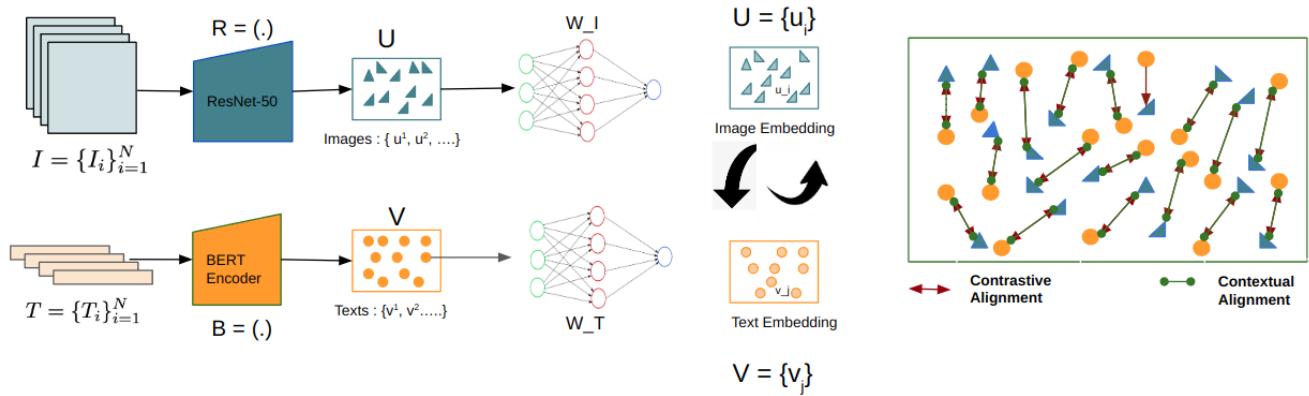 R = (.)
ResNet-50
I = {I_i}_{i=1}^N
U
Images : { u¹, u², ....}
W_I
U = {u_i}
u_i
Image Embedding
BERT
Encoder
T = {T_i}_{i=1}^N
B = (.)
V
Texts : {v¹, v².....}
W_T
v_j
Text Embedding
V = {v_j}
Contrastive
Alignment
Contextual
Alignment